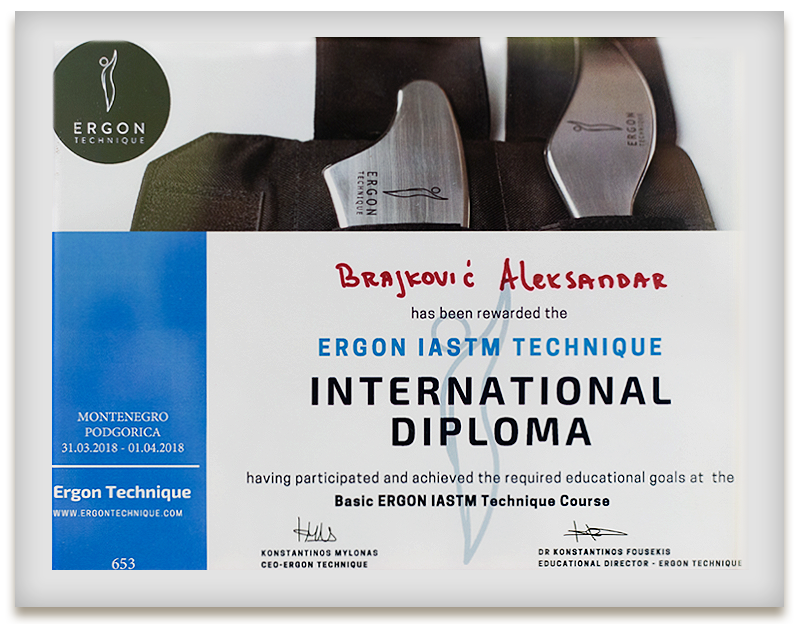 ERGON
TECHNIQUE
ERGON
TECHNIQUE
ERGON
TECHNIQUE
Brajković Aleksandar
has been rewarded the
ERGON IASTM TECHNIQUE
INTERNATIONAL
DIPLOMA
having participated and achieved the required educational goals at the
Basic ERGON IASTM Technique Course
KONSTANTINOS MYLONAS
CEO-ERGON TECHNIQUE
DR KONSTANTINOS FOUSEKIS
EDUCATIONAL DIRECTOR - ERGON TECHNIQUE
MONTENEGRO
PODGORICA
31.03.2018 - 01.04.2018
Ergon Technique
WWW.ERGONTECHNIQUE.COM
653